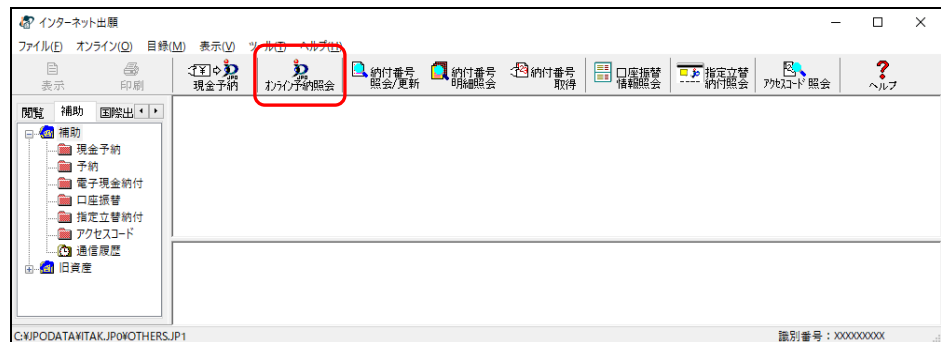 インターネット出願
ファイル(F) オンライン(O) 目録(M) 表示(V) ツール(T) ヘルプ(H)
表示 印刷 現金予納 オンライン予納照会 納付番号照会/更新 納付番号明細照会 納付番号取得 口座振替情報照会 指定立替納付照会 アクセスコード照会 ヘルプ
閲覧 補助 国際出
補助
現金予納
予納
電子現金納付
口座振替
指定立替納付
アクセスコード
通信履歴
旧資産
C:¥JPODATA¥ITAK.JP0¥OTHERS.JP1 識別番号：XXXXXXXXX